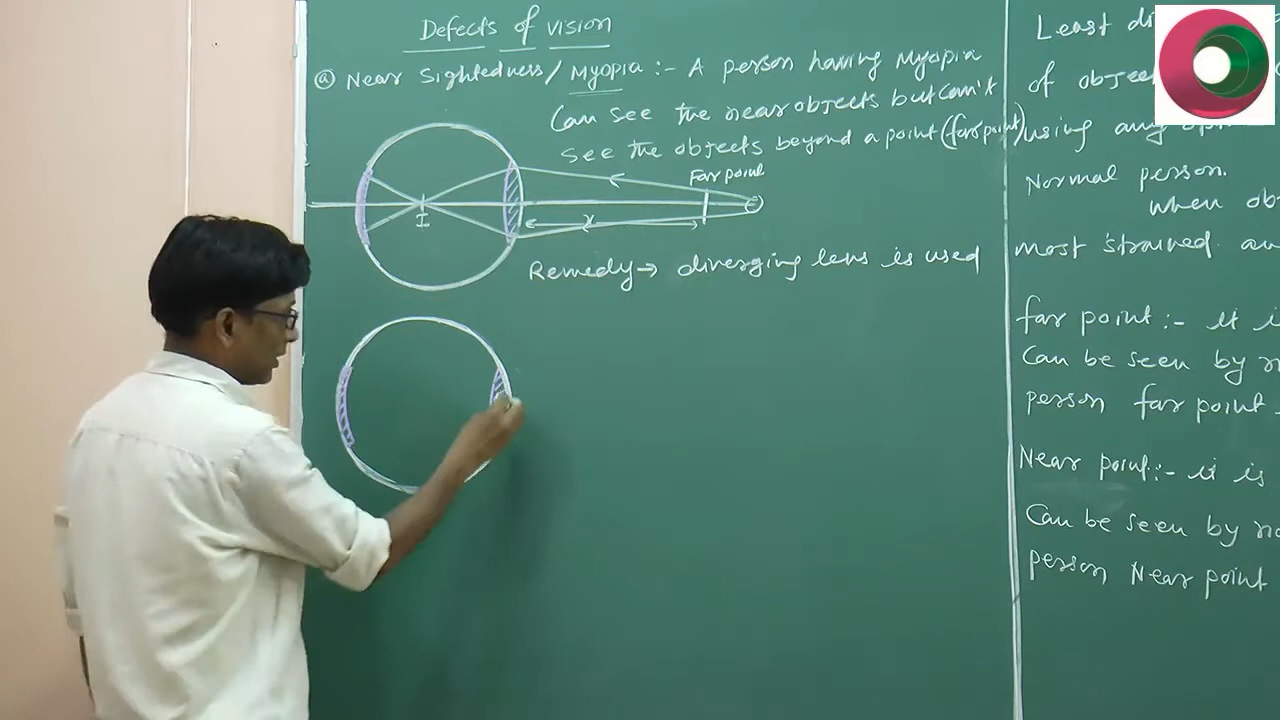 Defects of vision
ⓐ Near Sightedness/ Myopia :- A person having Myopia
Can see the near objects but can't
see the objects beyond a point (far point)
Far point
I
x
Remedy → diverging lens is used
Least
of object
using any
Normal person.
when
most strained
far point :- it
Can be seen by
person far point
Near point :- it is
Can be seen by
person Near point